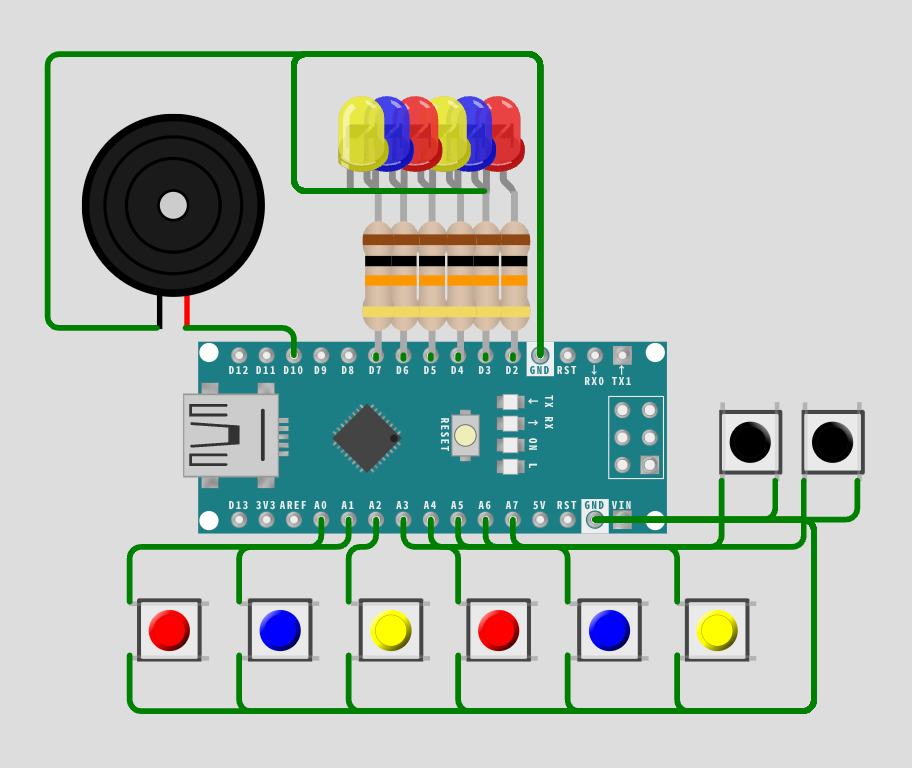 D12 D11 D10 D9 D8 D7 D6 D5 D4 D3 D2 GND RST
RX0 TX1
TX RX
RESET
ON L
D13 3V3 AREF A0 A1 A2 A3 A4 A5 A6 A7 5V RST GND VIN